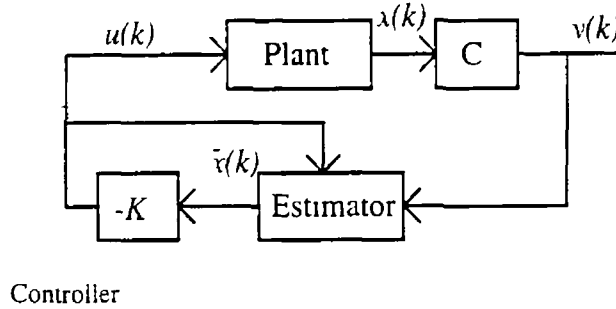 u(k)
Plant
x(k)
C
y(k)
x̄(k)
-K
Estimator
Controller